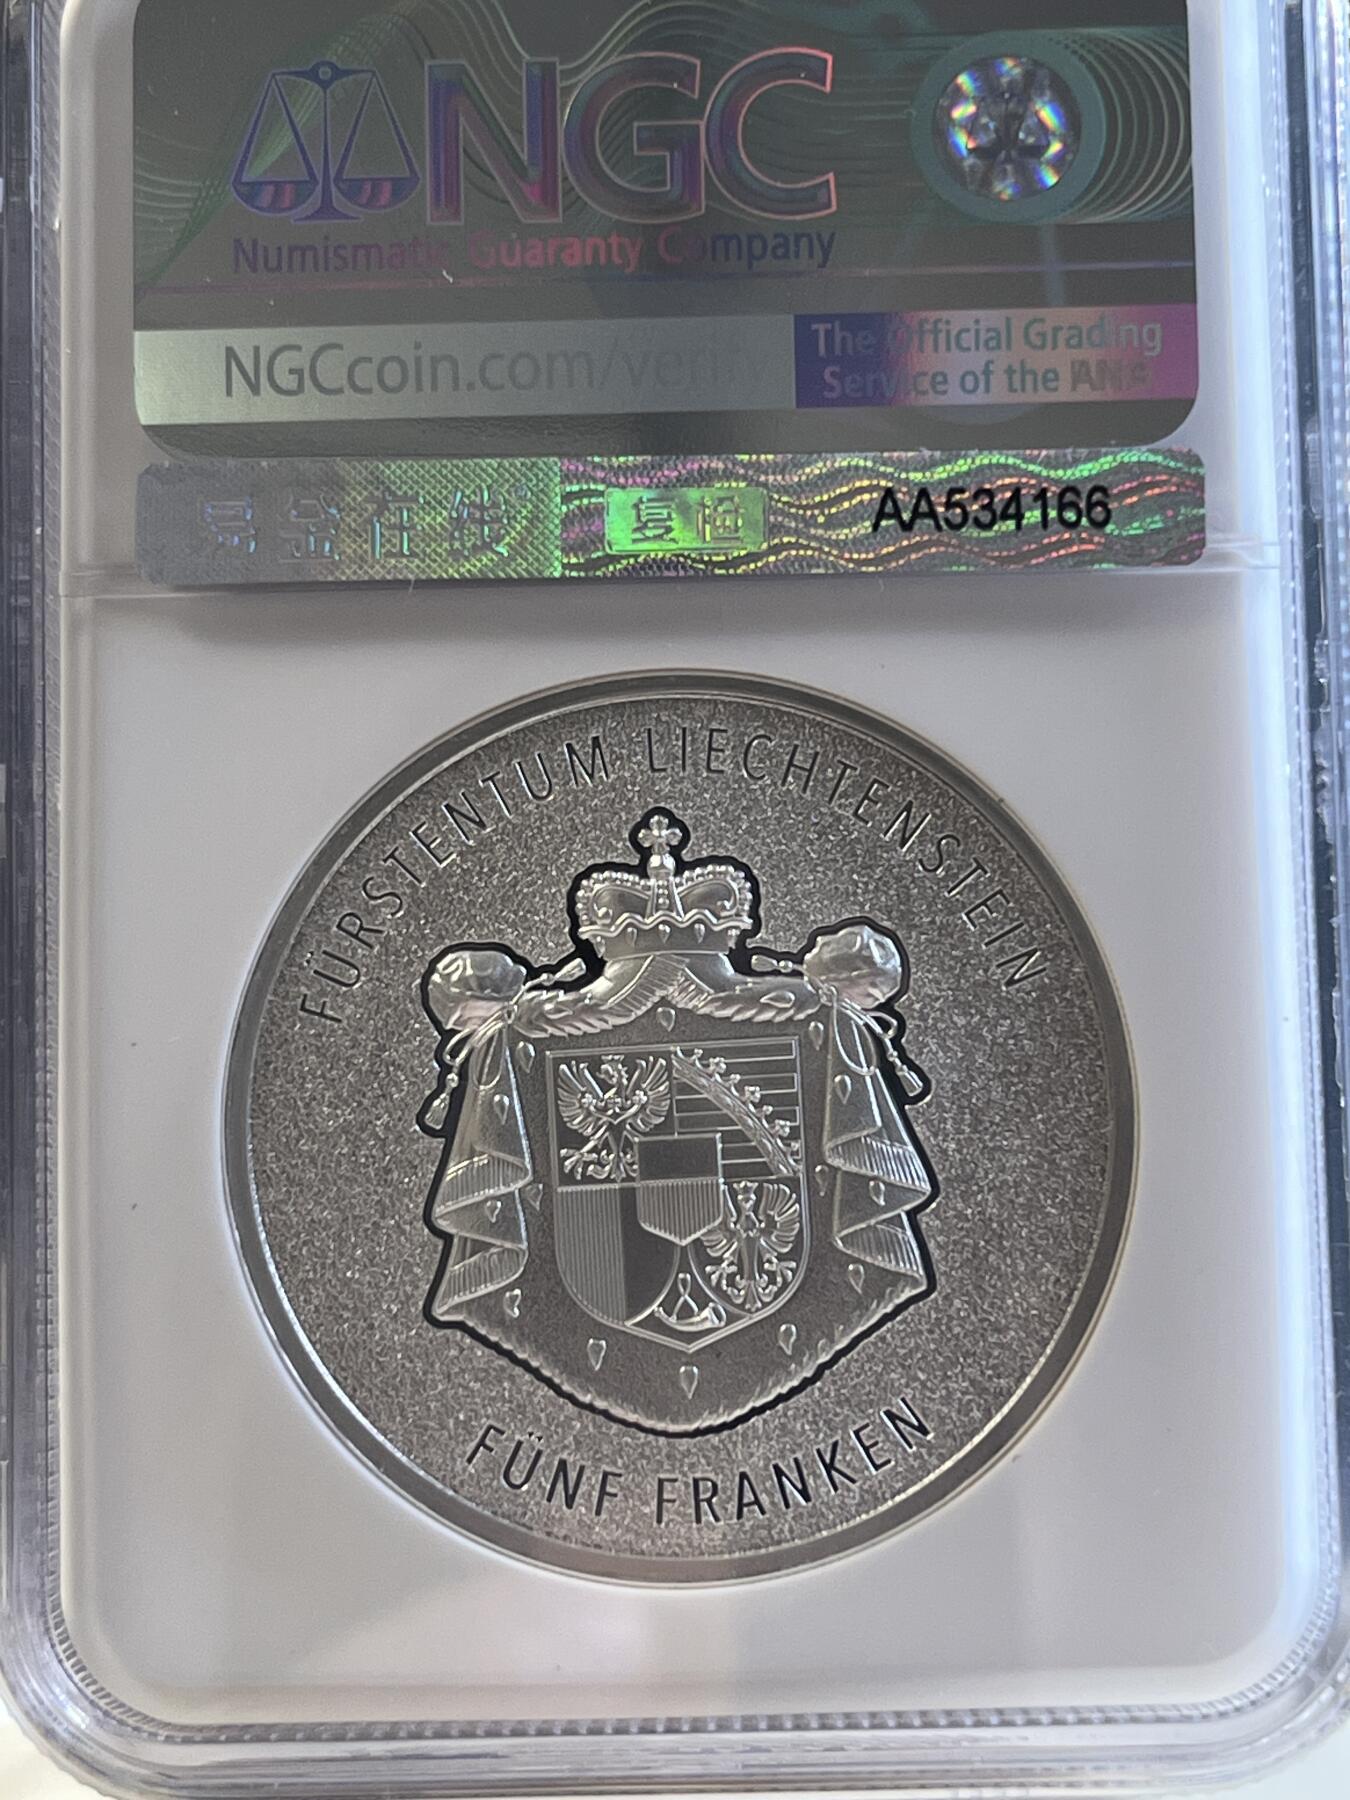 NGC
Numismatic Guaranty Company
NGCcoin.com/verify
The Official Grading
Service of the ANA
AA534166
FÜRSTENTUM LIECHTENSTEIN
FÜNF FRANKEN